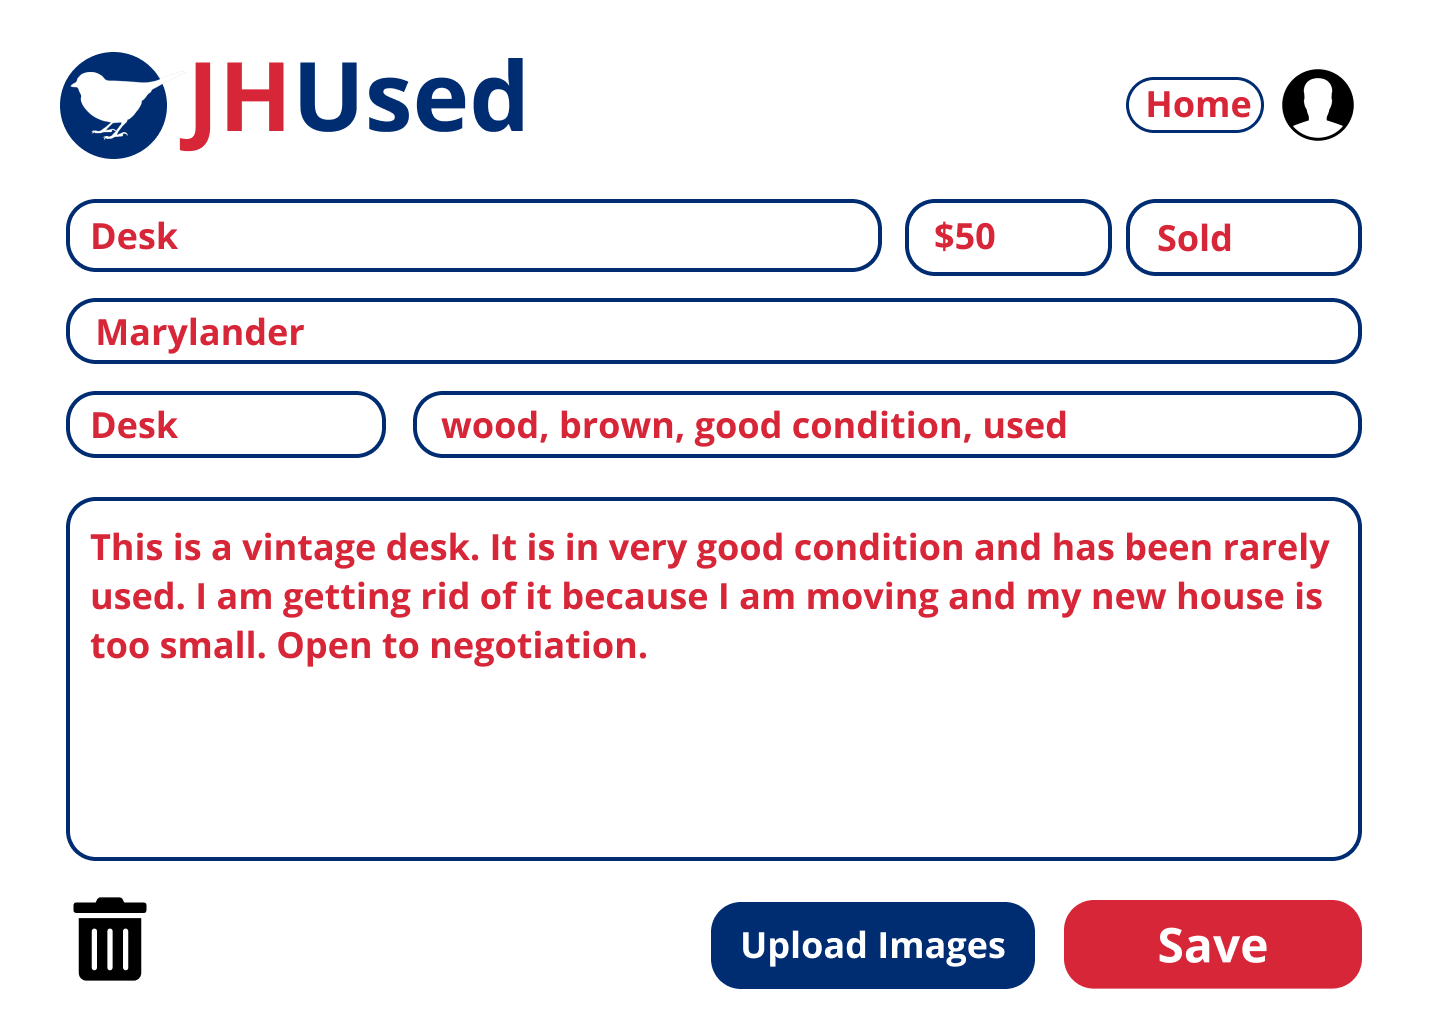 JHUsed
Home
Desk
$50
Sold
Marylander
Desk
wood, brown, good condition, used
This is a vintage desk. It is in very good condition and has been rarely
used. I am getting rid of it because I am moving and my new house is
too small. Open to negotiation.
Upload Images
Save